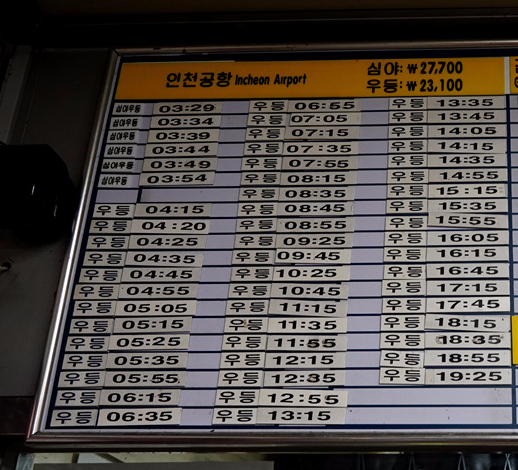 인천공항 Incheon Airport
심야: ₩ 27,700
우등: ₩ 23,100
심야우등 03:29
심야우등 03:34
심야우등 03:39
심야우등 03:44
심야우등 03:49
심야우등 03:54
우등 04:15
우등 04:20
우등 04:25
우등 04:35
우등 04:45
우등 04:55
우등 05:05
우등 05:15
우등 05:25
우등 05:35
우등 05:55
우등 06:15
우등 06:35
우등 06:55
우등 07:05
우등 07:15
우등 07:35
우등 07:55
우등 08:15
우등 08:35
우등 08:45
우등 08:55
우등 09:25
우등 09:45
우등 10:25
우등 10:45
우등 11:15
우등 11:35
우등 11:55
우등 12:15
우등 12:35
우등 12:55
우등 13:15
우등 13:35
우등 13:45
우등 14:05
우등 14:15
우등 14:35
우등 14:55
우등 15:15
우등 15:35
우등 15:55
우등 16:05
우등 16:15
우등 16:45
우등 17:15
우등 17:45
우등 18:15
우등 18:35
우등 18:55
우등 19:25